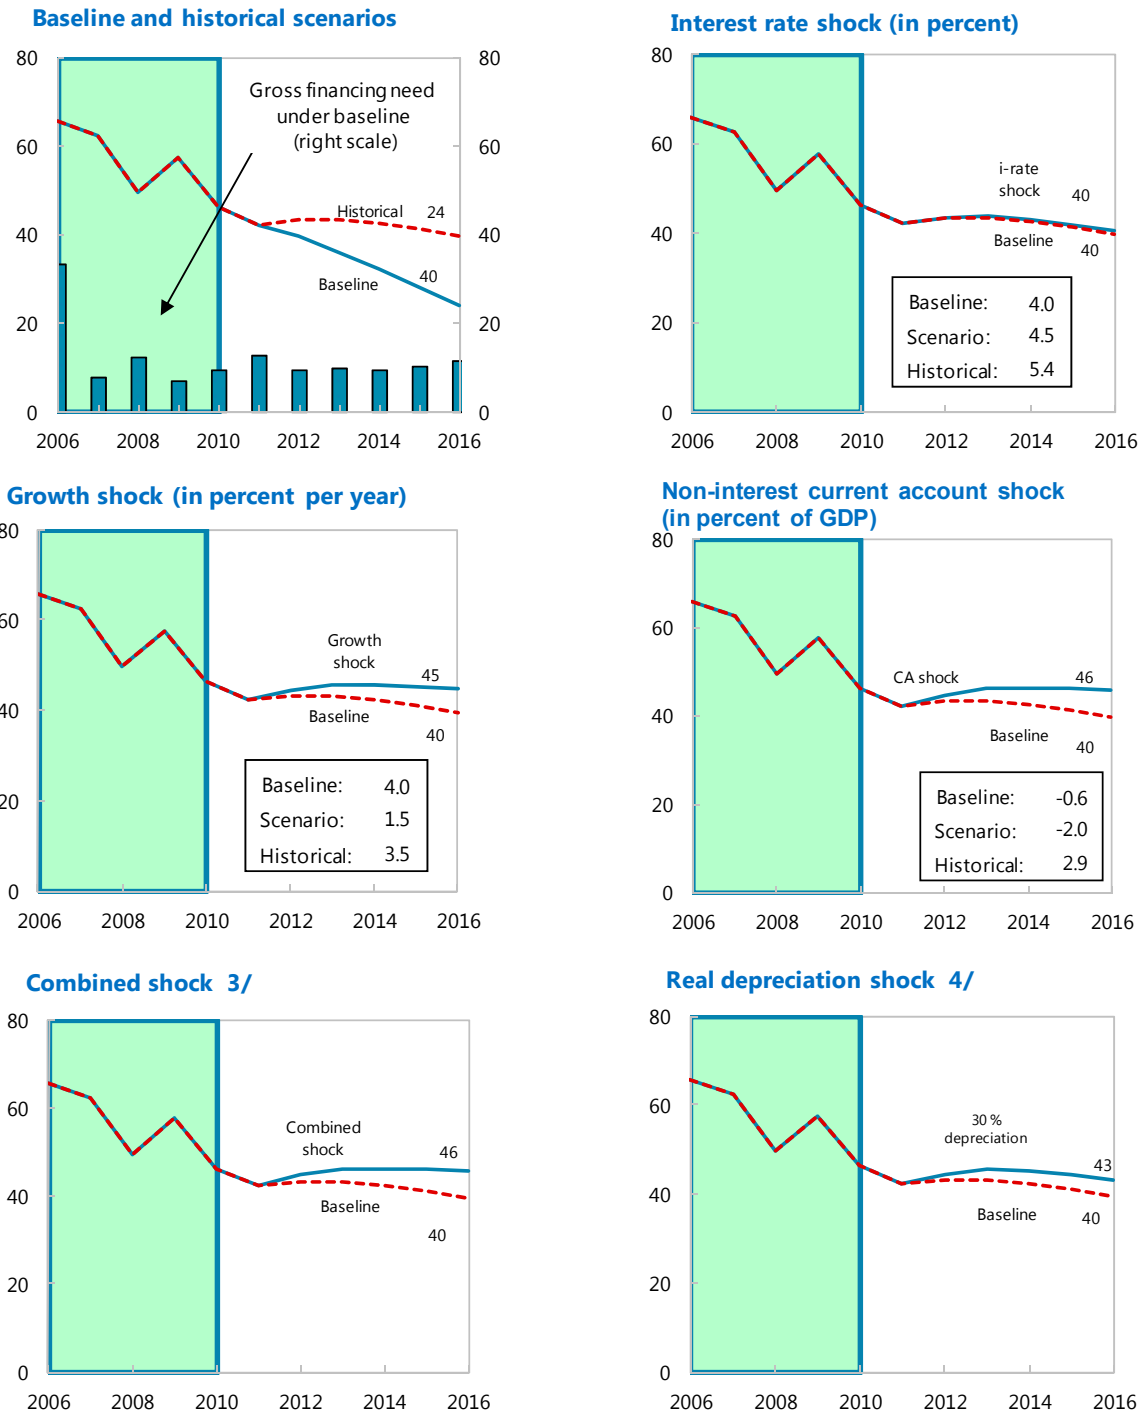 Baseline and historical scenarios
80
60
40
20
0
80
60
40
20
0
Gross financing need
under baseline
(right scale)
Historical 24
40
Baseline
2006 2008 2010 2012 2014 2016
Interest rate shock (in percent)
80
60
40
20
0
i-rate
shock
40
Baseline
40
Baseline: 4.0
Scenario: 4.5
Historical: 5.4
2006 2008 2010 2012 2014 2016
Growth shock (in percent per year)
80
60
40
20
0
Growth
shock
45
Baseline
40
Baseline: 4.0
Scenario: 1.5
Historical: 3.5
2006 2008 2010 2012 2014 2016
Non-interest current account shock
(in percent of GDP)
80
60
40
20
0
CA shock 46
Baseline
40
Baseline: -0.6
Scenario: -2.0
Historical: 2.9
2006 2008 2010 2012 2014 2016
Combined shock 3/
80
60
40
20
0
Combined
shock
46
Baseline
40
2006 2008 2010 2012 2014 2016
Real depreciation shock 4/
80
60
40
20
0
30 %
depreciation
43
Baseline 40
2006 2008 2010 2012 2014 2016